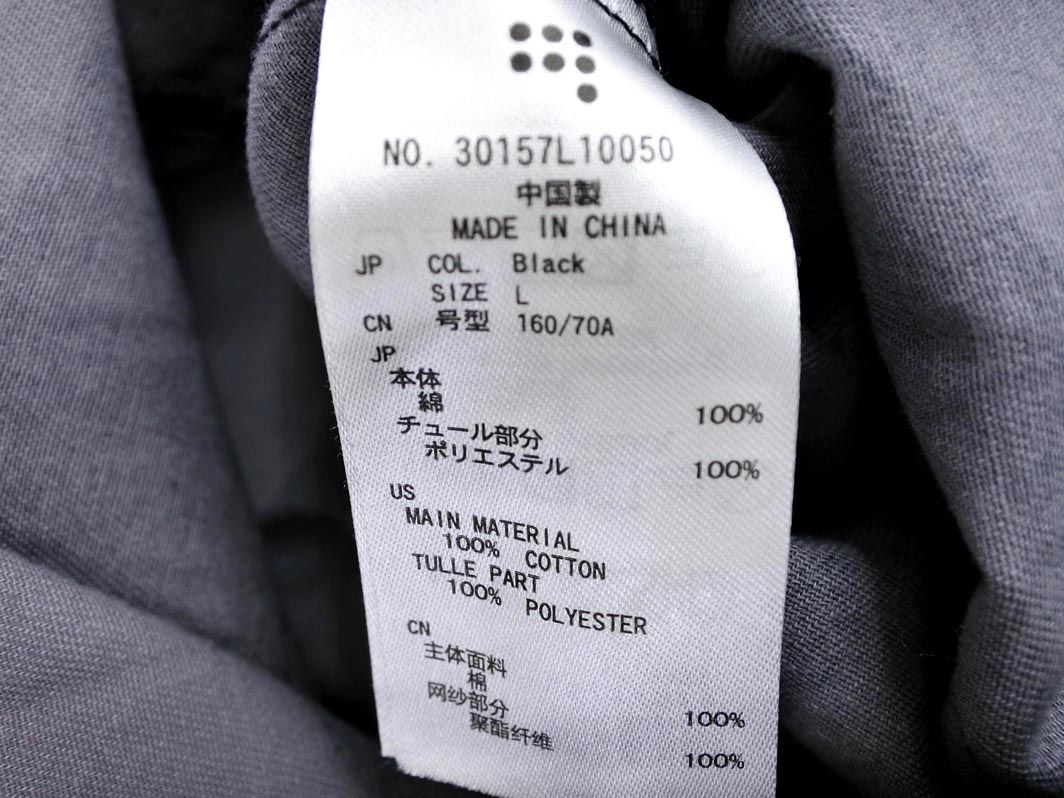 NO. 30157L10050
中国製
MADE IN CHINA
JP COL. Black
SIZE L
CN 号型 160/70A
JP
本体
綿 100%
チュール部分
ポリエステル 100%
US
MAIN MATERIAL
100% COTTON
TULLE PART
100% POLYESTER
CN
主体面料
棉 100%
网纱部分
聚酯纤维 100%